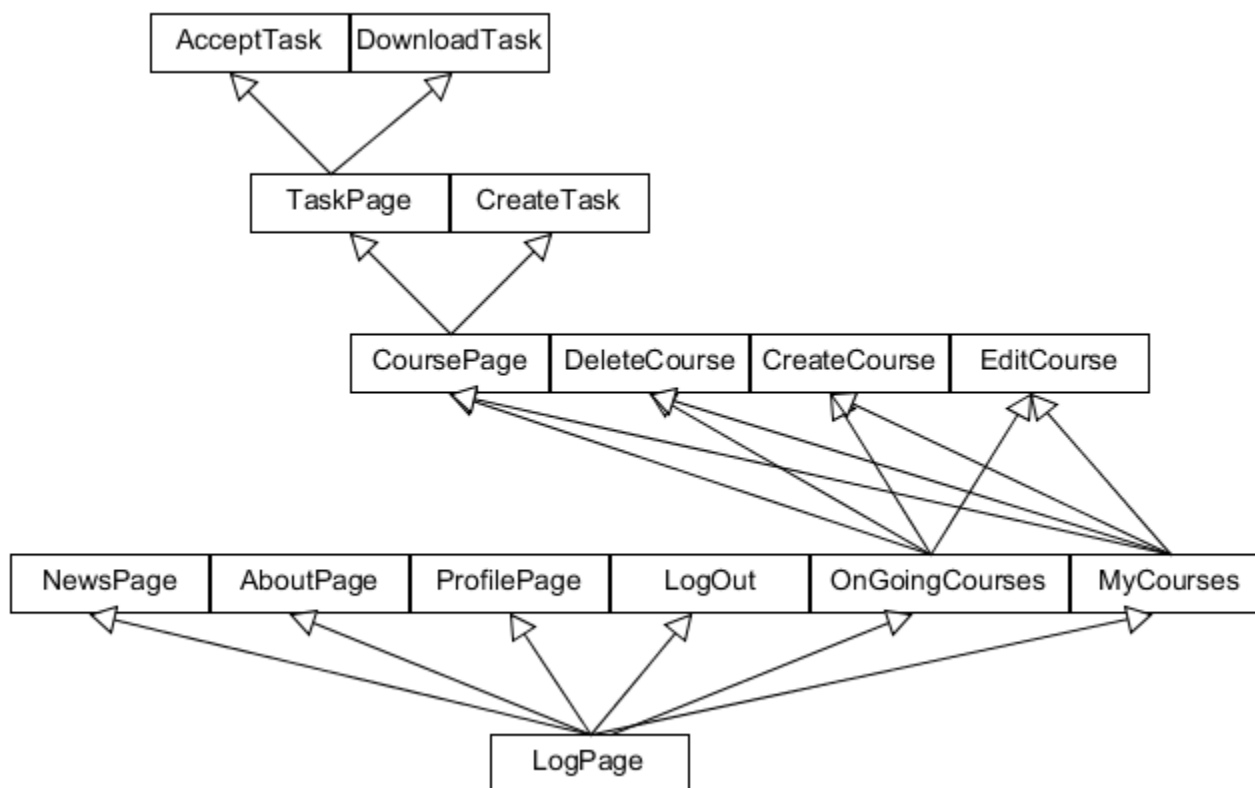 AcceptTask DownloadTask
TaskPage CreateTask
CoursePage DeleteCourse CreateCourse EditCourse
NewsPage AboutPage ProfilePage LogOut OnGoingCourses MyCourses
LogPage